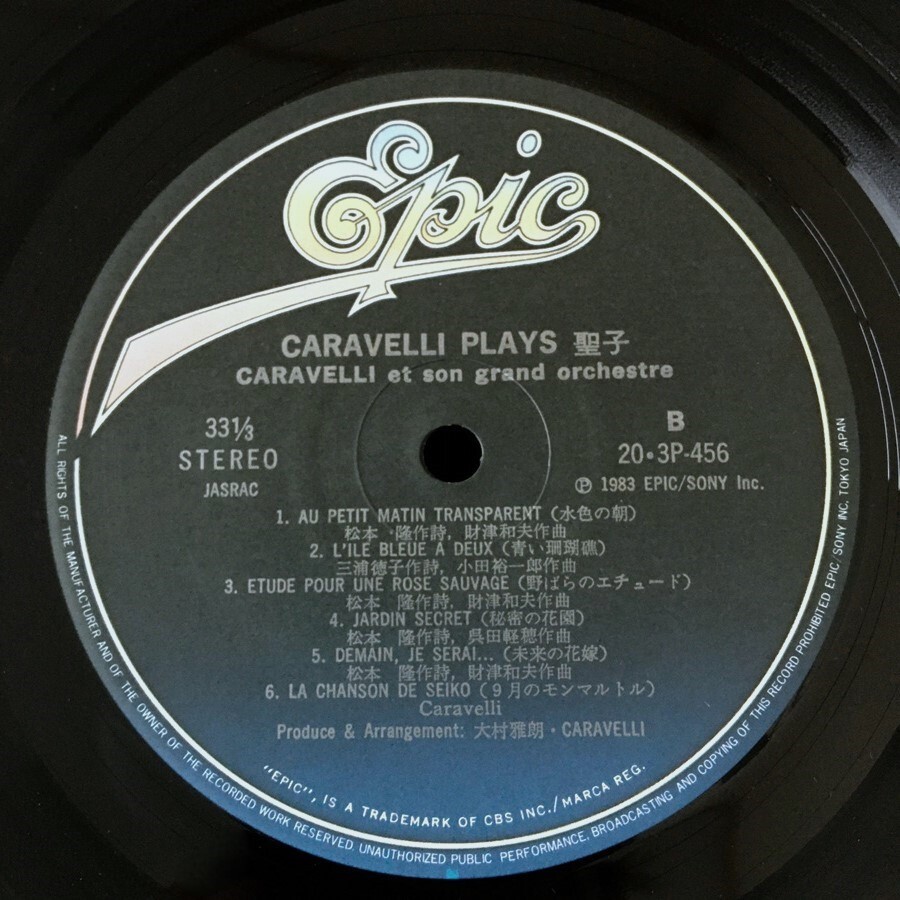 Epic
CARAVELLI PLAYS 聖子
CARAVELLI et son grand orchestre
33⅓
STEREO
JASRAC
B
20・3P-456
Ⓟ 1983 EPIC/SONY Inc.
1. AU PETIT MATIN TRANSPARENT (水色の朝)
松本 隆作詩, 財津和夫作曲
2. L'ILE BLEUE A DEUX (青い珊瑚礁)
三浦徳子作詩, 小田裕一郎作曲
3. ETUDE POUR UNE ROSE SAUVAGE (野ばらのエチュード)
松本 隆作詩, 財津和夫作曲
4. JARDIN SECRET (秘密の花園)
松本 隆作詩, 呉田軽穂作曲
5. DEMAIN, JE SERAI... (未来の花嫁)
松本 隆作詩, 財津和夫作曲
6. LA CHANSON DE SEIKO (9月のモンマルトル)
Caravelli
Produce & Arrangement: 大村雅朗・CARAVELLI
"EPIC", IS A TRADEMARK OF CBS INC./MARCA REG.
ALL RIGHTS OF THE MANUFACTURER AND OF THE OWNER OF THE RECORDED WORK RESERVED. UNAUTHORIZED PUBLIC PERFORMANCE, BROADCASTING AND COPYING OF THIS RECORD PROHIBITED EPIC/SONY INC. TOKYO JAPAN